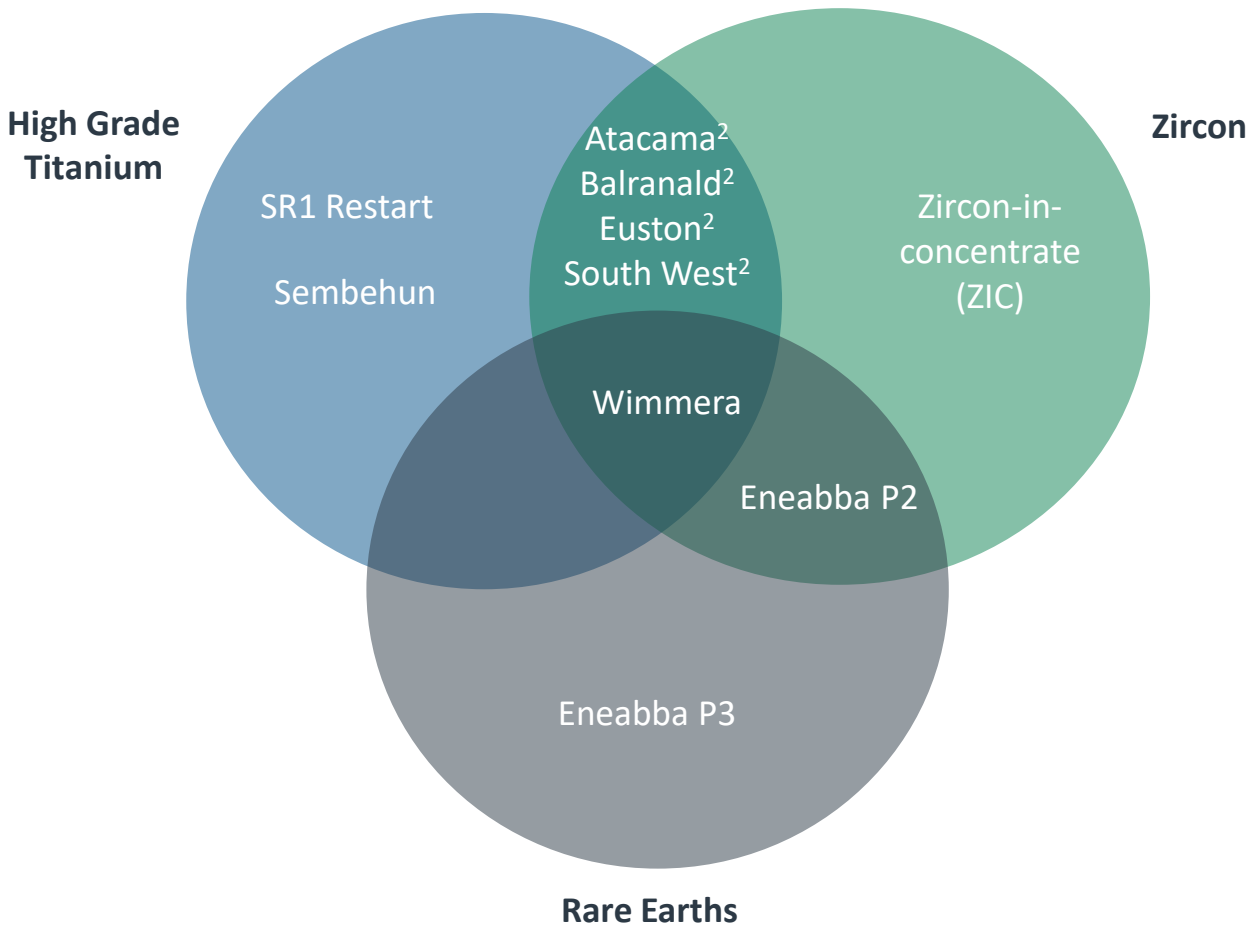 High Grade
Titanium
Zircon
Atacama²
Balranald²
Euston²
South West²
SR1 Restart
Sembehun
Zircon-in-
concentrate
(ZIC)
Wimmera
Eneabba P2
Eneabba P3
Rare Earths